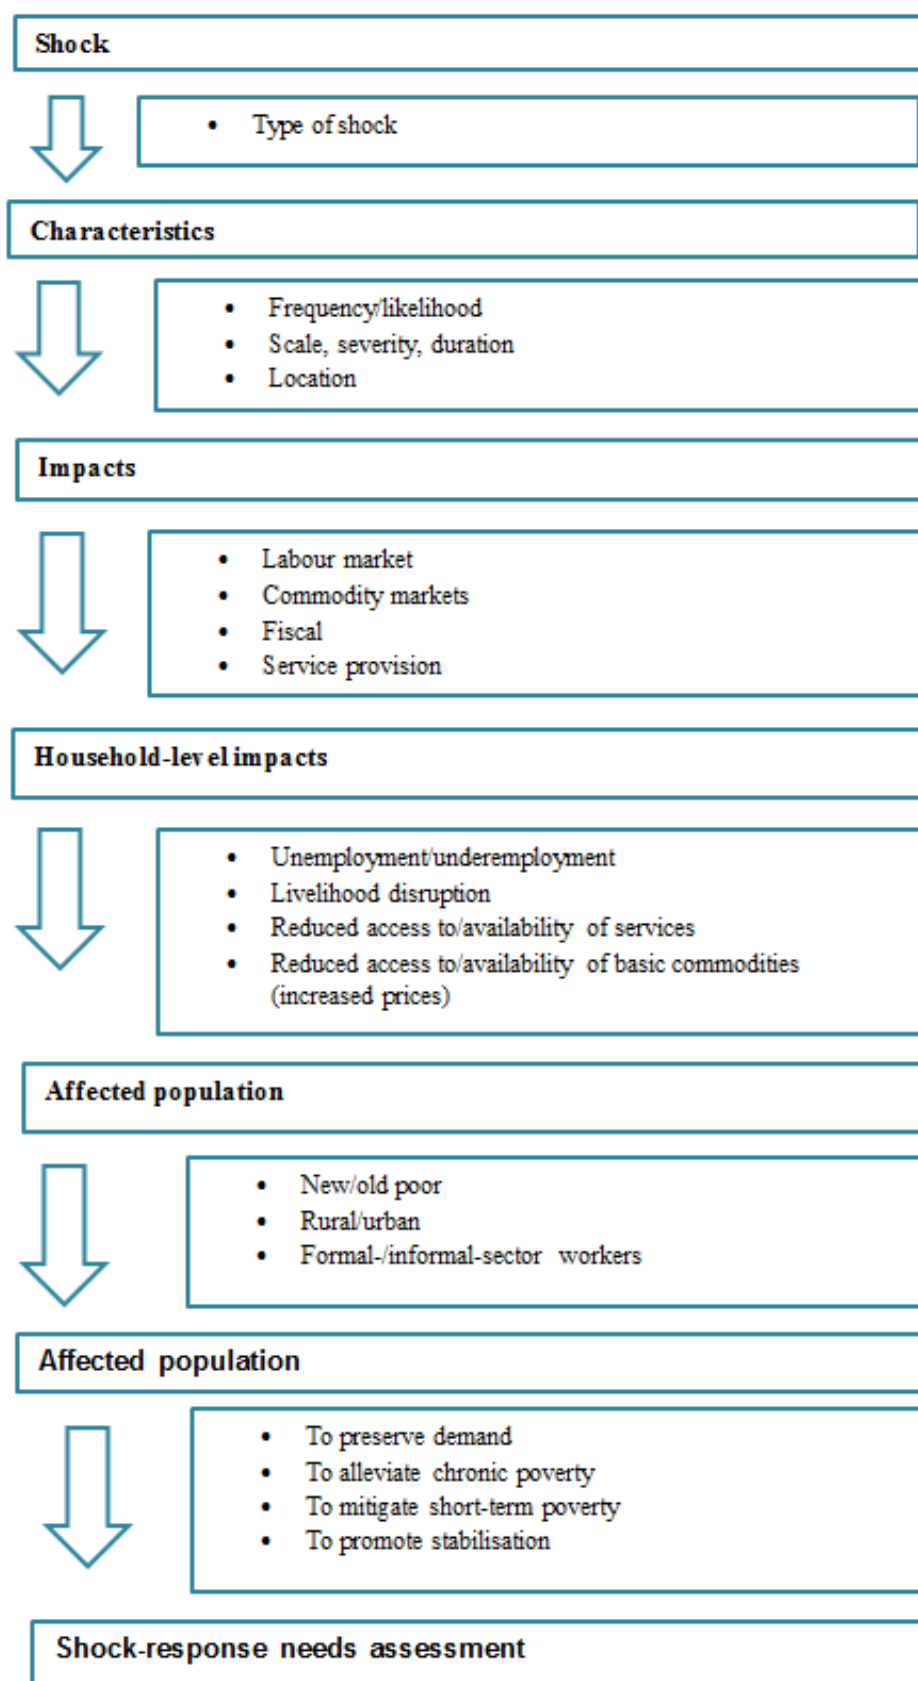 Shock
• Type of shock
Characteristics
• Frequency/likelihood
• Scale, severity, duration
• Location
Impacts
• Labour market
• Commodity markets
• Fiscal
• Service provision
Household-level impacts
• Unemployment/underemployment
• Livelihood disruption
• Reduced access to/availability of services
• Reduced access to/availability of basic commodities
(increased prices)
Affected population
• New/old poor
• Rural/urban
• Formal-/informal-sector workers
Affected population
• To preserve demand
• To alleviate chronic poverty
• To mitigate short-term poverty
• To promote stabilisation
Shock-response needs assessment